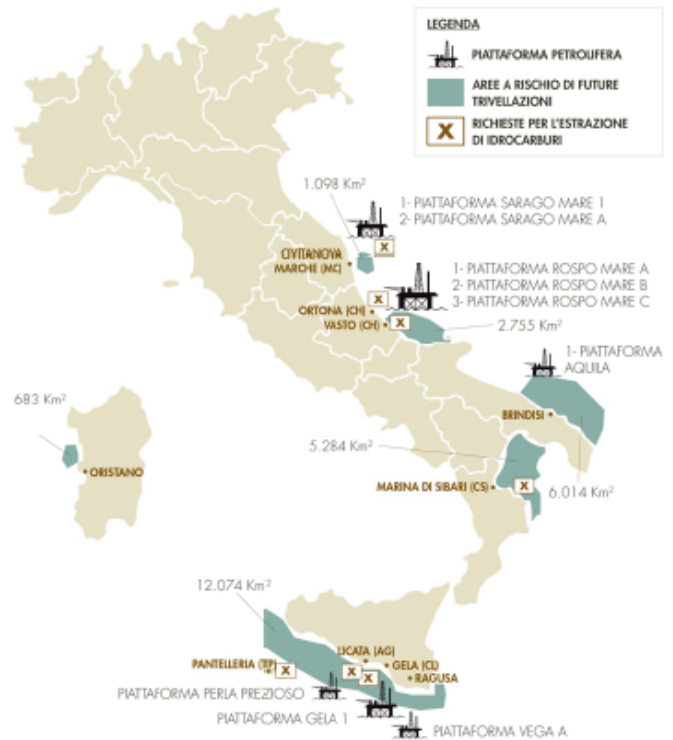 LEGENDA
PIATTAFORMA PETROLIFERA
AREE A RISCHIO DI FUTURE
TRIVELLAZIONI
X
RICHIESTE PER L'ESTRAZIONE
DI IDROCARBURI
1.098 Km²
1- PIATTAFORMA SARAGO MARE 1
2- PIATTAFORMA SARAGO MARE A
X
CIVITANOVA
MARCHE (MC)
1- PIATTAFORMA ROSPO MARE A
2- PIATTAFORMA ROSPO MARE B
3- PIATTAFORMA ROSPO MARE C
X
ORTONA (CH)
VASTO (CH)
X
2.755 Km²
1- PIATTAFORMA
AQUILA
683 Km²
BRINDISI
5.284 Km²
ORISTANO
MARINA DI SIBARI (CS)
X
6.014 Km²
12.074 Km²
LICATA (AG)
PANTELLERIA (TP)
X
X
X
GELA (CL)
RAGUSA
PIATTAFORMA PERLA PREZIOSO
PIATTAFORMA GELA 1
PIATTAFORMA VEGA A